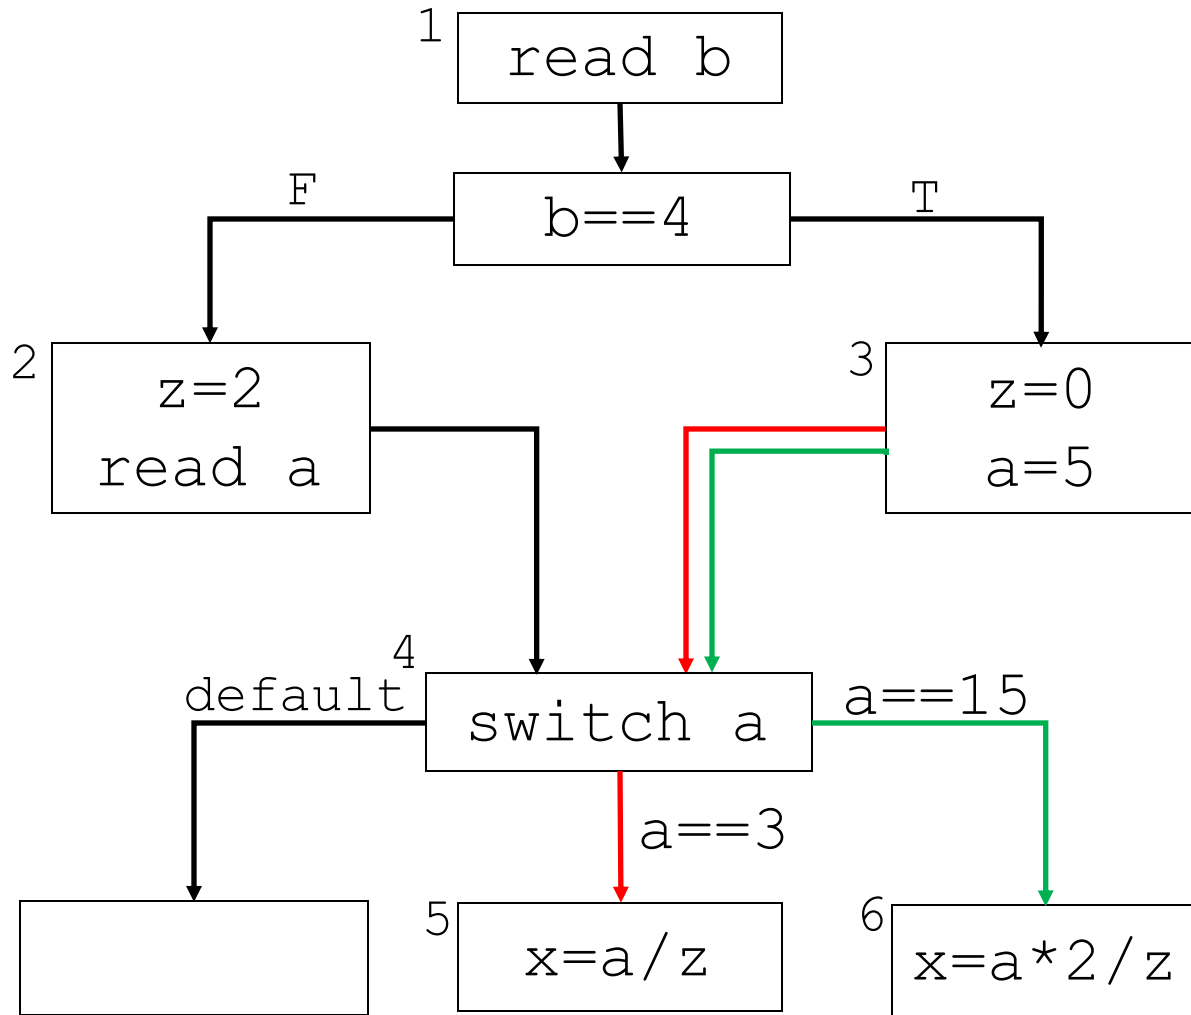 1
read b
F
T
b==4
2
3
z=2
read a
z=0
a=5
4
default
switch a
a==15
a==3
5
6
x=a/z
x=a*2/z